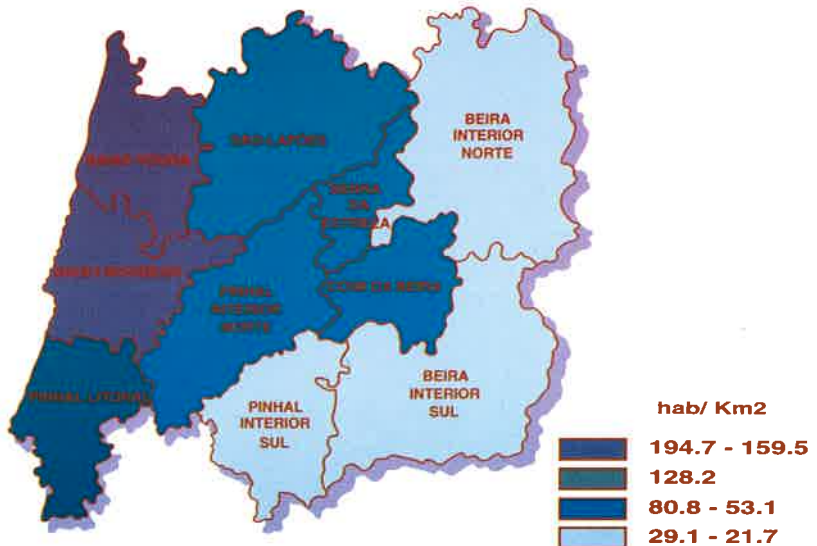 BEIRA
INTERIOR
NORTE
DÃO-LAFÕES
BAIXO VOUGA
SERRA
DA
ESTRELA
BAIXO MONDEGO
COVA DA BEIRA
PINHAL
INTERIOR
NORTE
PINHAL LITORAL
BEIRA
INTERIOR
SUL
PINHAL
INTERIOR
SUL
hab/ Km2
194.7 - 159.5
128.2
80.8 - 53.1
29.1 - 21.7